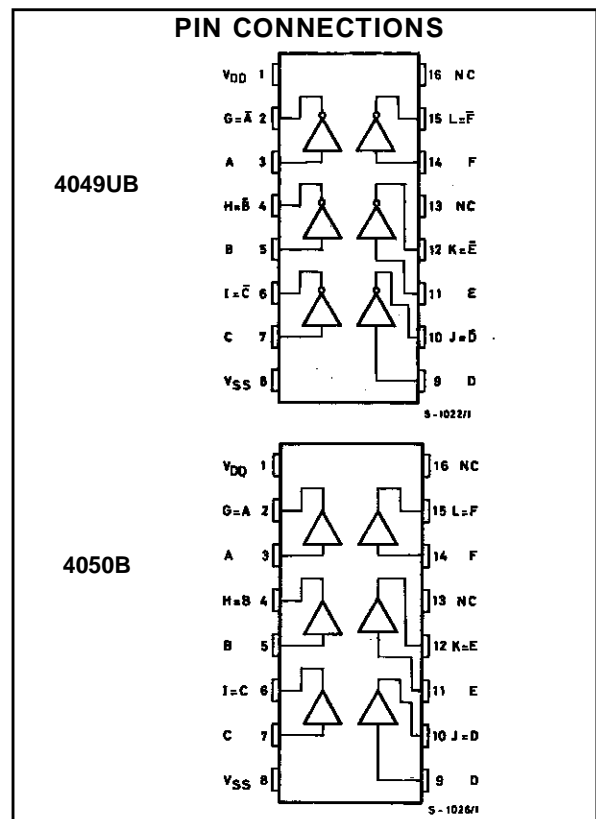 PIN CONNECTIONS
4049UB
VDD 1 16 NC
G=A̅ 2 15 L=F̅
A 3 14 F
H=B̅ 4 13 NC
B 5 12 K=E̅
I=C̅ 6 11 E
C 7 10 J=D̅
VSS 8 9 D
S-1022/1
4050B
VDD 1 16 NC
G=A 2 15 L=F
A 3 14 F
H=B 4 13 NC
B 5 12 K=E
I=C 6 11 E
C 7 10 J=D
VSS 8 9 D
S-1026/1